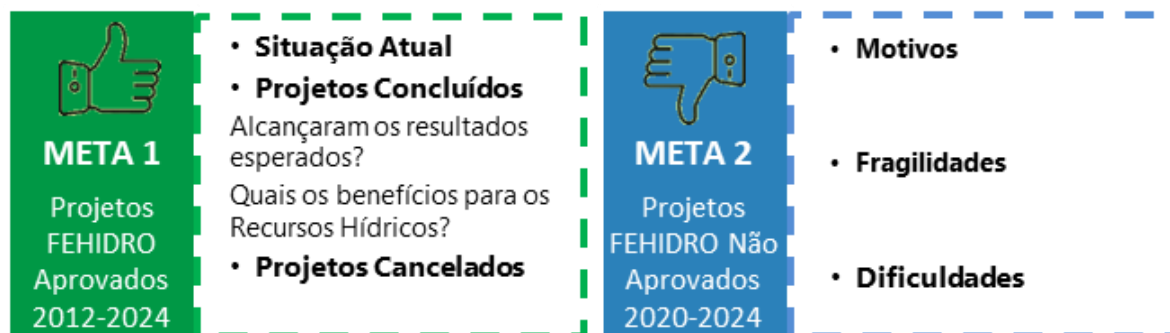 META 1
Projetos
FEHIDRO
Aprovados
2012-2024
• Situação Atual
• Projetos Concluídos
Alcançaram os resultados
esperados?
Quais os benefícios para os
Recursos Hídricos?
• Projetos Cancelados
META 2
Projetos
FEHIDRO Não
Aprovados
2020-2024
• Motivos
• Fragilidades
• Dificuldades